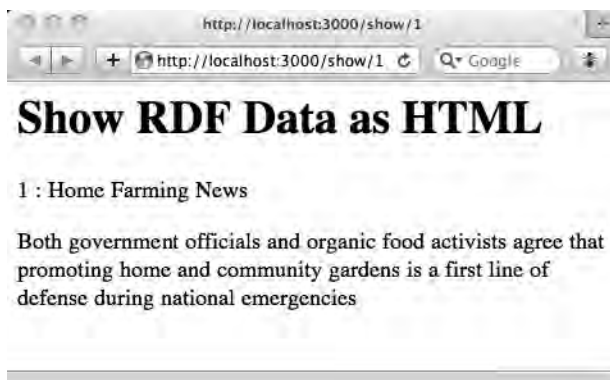 http://localhost:3000/show/1
+ http://localhost:3000/show/1 Google
Show RDF Data as HTML
1 : Home Farming News
Both government officials and organic food activists agree that
promoting home and community gardens is a first line of
defense during national emergencies